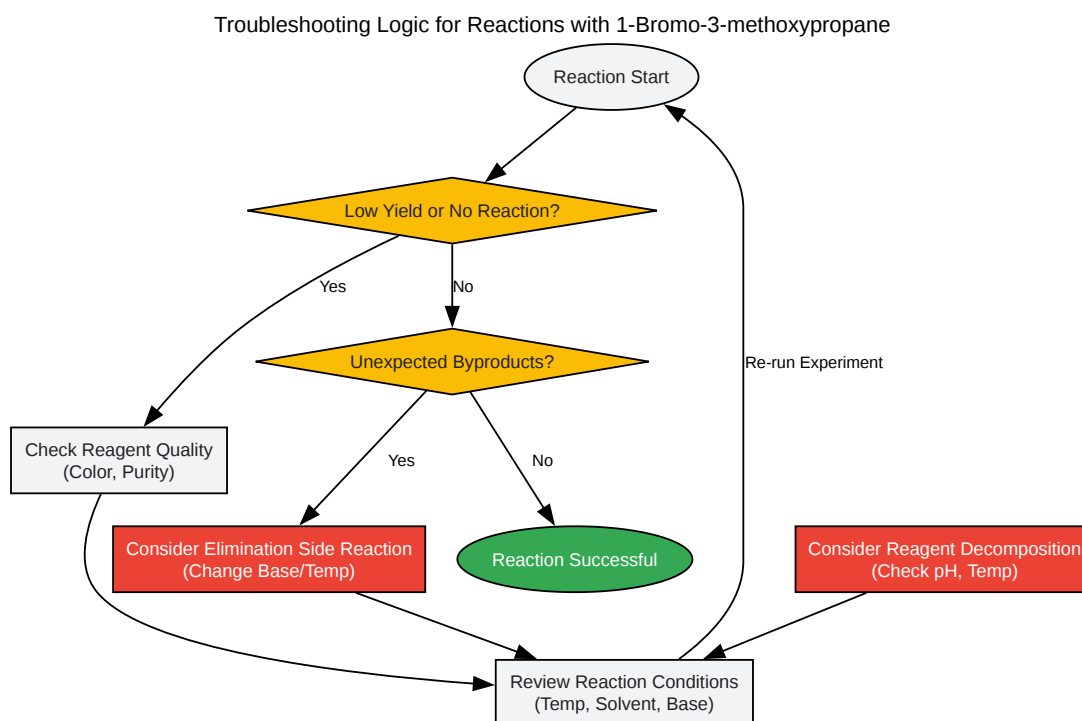 Troubleshooting Logic for Reactions with 1-Bromo-3-methoxypropane
Reaction Start
Low Yield or No Reaction?
Yes
No
Unexpected Byproducts?
Re-run Experiment
Check Reagent Quality
(Color, Purity)
Yes
No
Consider Elimination Side Reaction
(Change Base/Temp)
Reaction Successful
Consider Reagent Decomposition
(Check pH, Temp)
Review Reaction Conditions
(Temp, Solvent, Base)